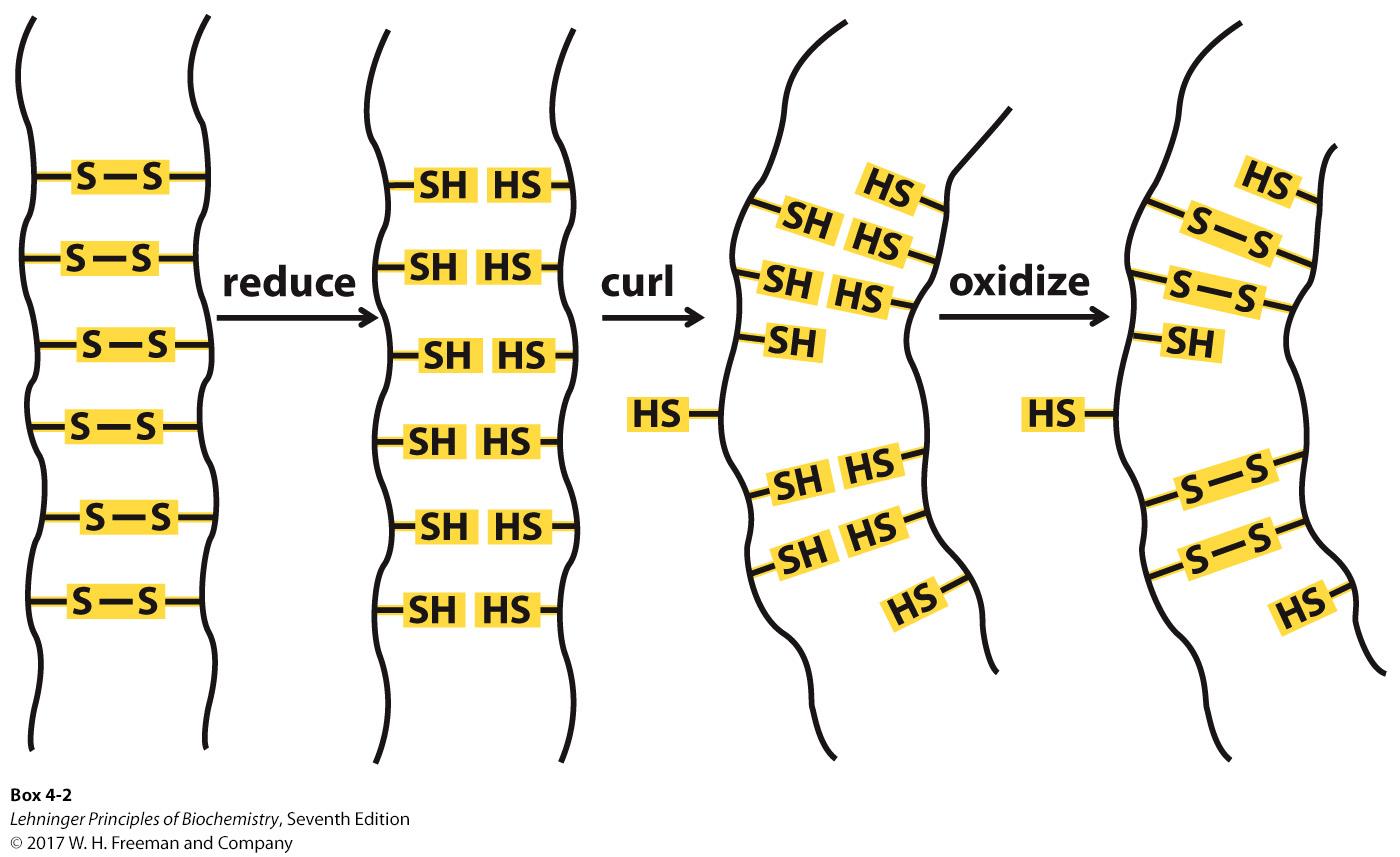 S—S
S—S
S—S
S—S
S—S
S—S
reduce
SH HS
SH HS
SH HS
SH HS
SH HS
SH HS
curl
HS
SH HS
SH HS
SH
HS
SH HS
SH HS
HS
oxidize
HS
S—S
S—S
SH
HS
S—S
S—S
HS
Box 4-2
Lehninger Principles of Biochemistry, Seventh Edition
© 2017 W. H. Freeman and Company